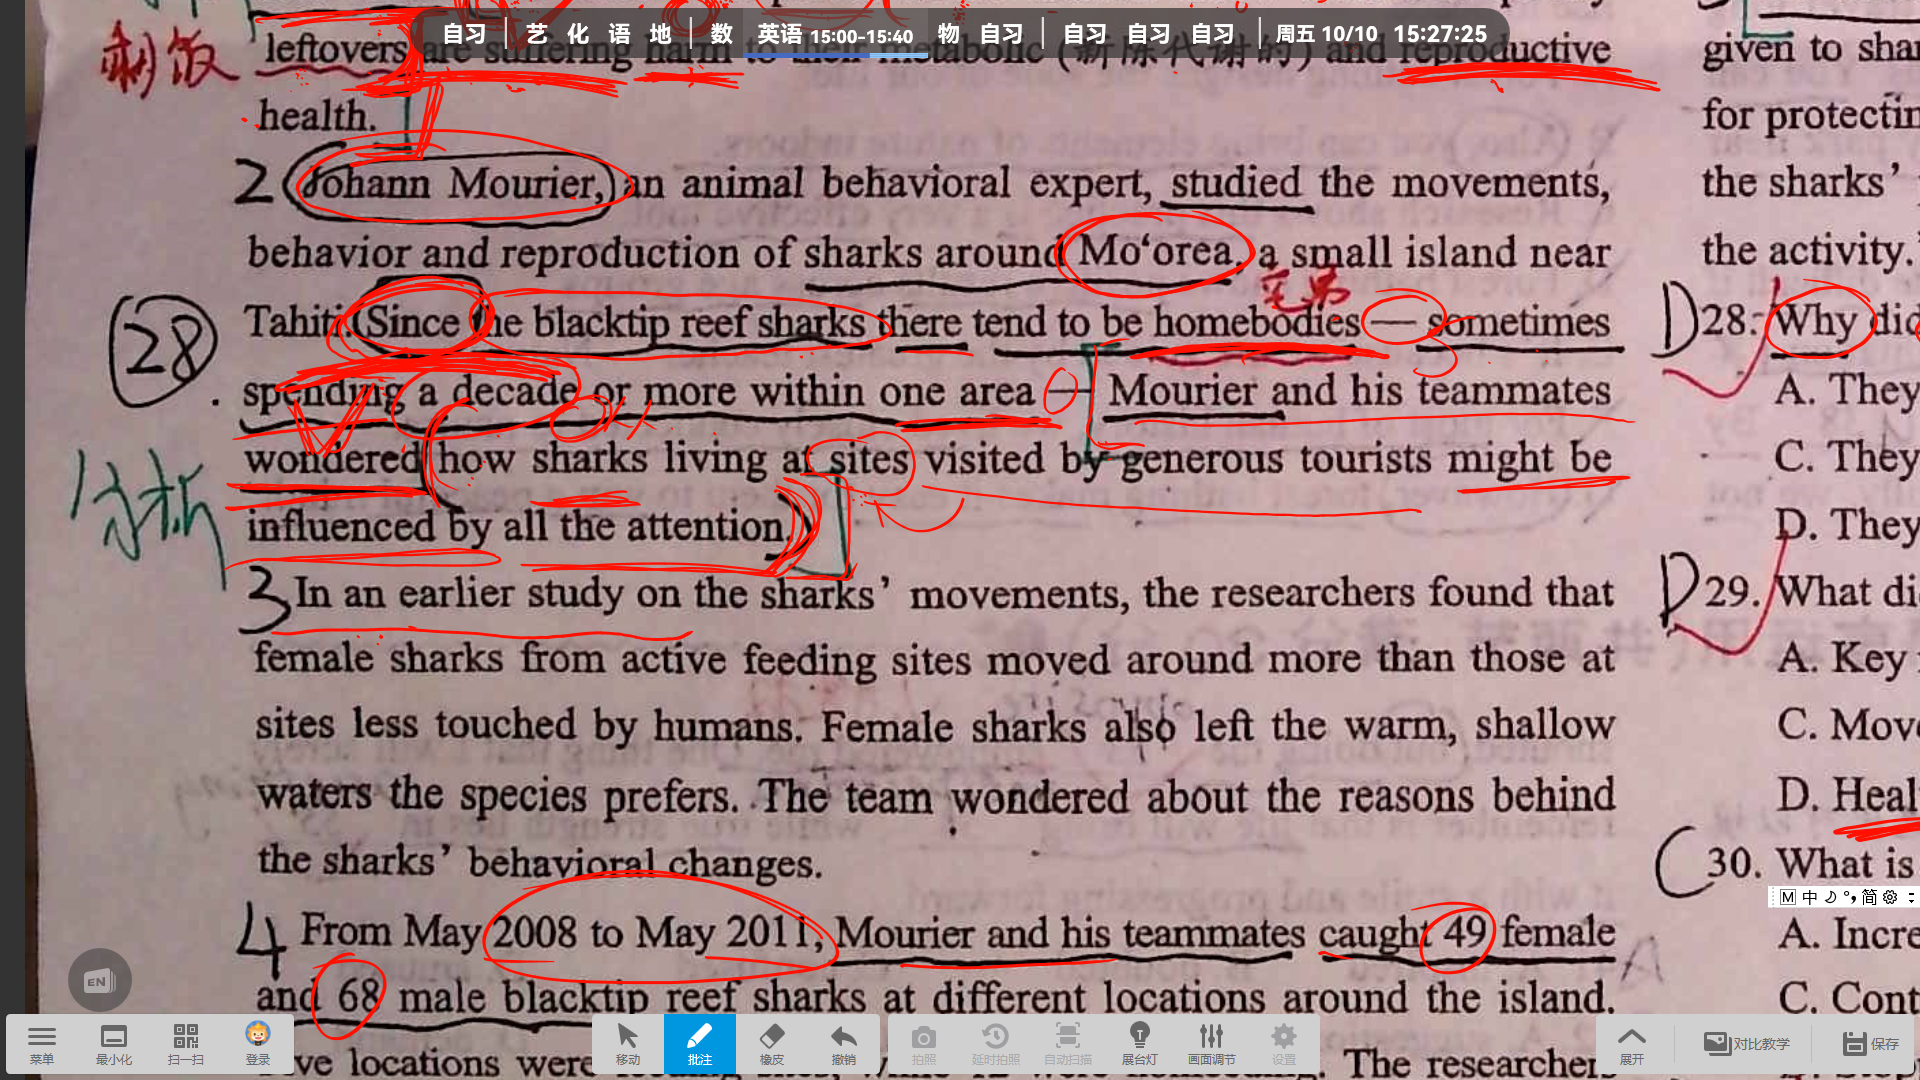 自习 艺 化 语 地 数 英语 15:00-15:40 物 自习 自习 自习 自习 周五 10/10 15:27:25
剩饭
leftovers are suffering harm to their metabolic (新陈代谢的) and reproductive
health.
2 Johann Mourier, an animal behavioral expert, studied the movements,
behavior and reproduction of sharks around Mo‘orea, a small island near
宅男
28 Tahiti. Since the blacktip reef sharks there tend to be homebodies — sometimes
spending a decade or more within one area — Mourier and his teammates
wondered how sharks living at sites visited by generous tourists might be
分析
influenced by all the attention.
3 In an earlier study on the sharks’ movements, the researchers found that
female sharks from active feeding sites moved around more than those at
sites less touched by humans. Female sharks also left the warm, shallow
waters the species prefers. The team wondered about the reasons behind
the sharks’ behavioral changes.
4 From May 2008 to May 2011, Mourier and his teammates caught 49 female
and 68 male blacktip reef sharks at different locations around the island.
ve locations were
The researchers
given to
for
the sharks’
the activity.
D 28. Why did
A. They
C. They
D. They
D 29. What
A. Key
C.
D.
C 30. What is
A.
C.
M 中 简
EN
菜单 最小化 扫一扫 登录 移动 批注 橡皮 撤销 拍照 延时拍照 自动扫描 展台灯 画面调节 设置 展开 对比教学 保存